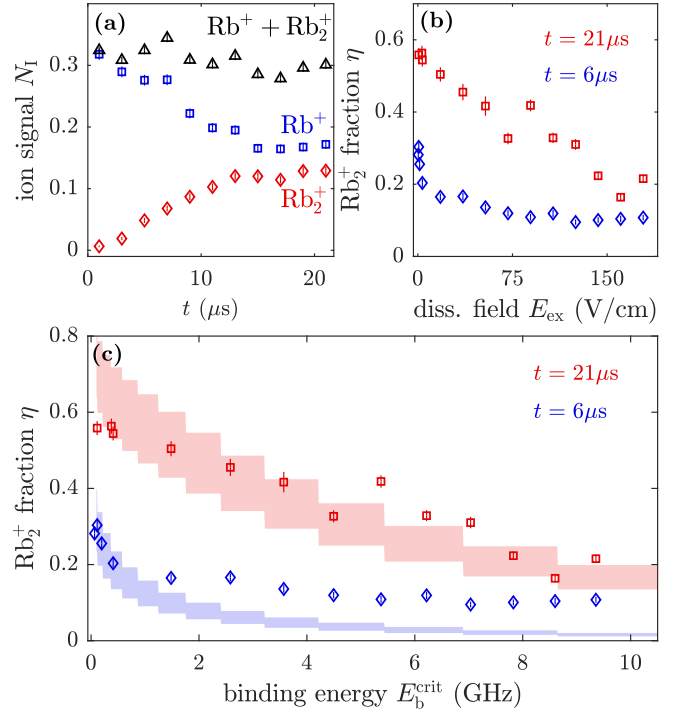 (a)
Rb⁺ + Rb₂⁺
Rb⁺
Rb₂⁺
ion signal N_I
0.3
0.2
0.1
0
0 10 20
t (μs)
(b)
t = 21μs
t = 6μs
Rb₂⁺ fraction η
0.6
0.4
0.2
0
0 75 150
diss. field E_ex (V/cm)
(c)
t = 21μs
t = 6μs
Rb₂⁺ fraction η
0.8
0.6
0.4
0.2
0
0 2 4 6 8 10
binding energy E_b^crit (GHz)